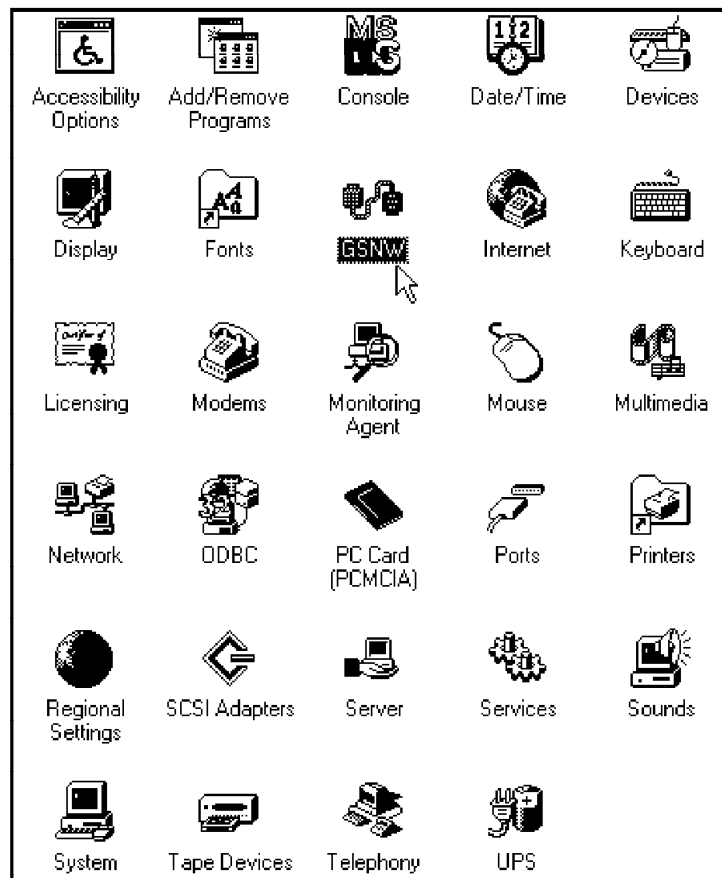 Accessibility Options
Add/Remove Programs
Console
Date/Time
Devices
Display
Fonts
GSNW
Internet
Keyboard
Licensing
Modems
Monitoring Agent
Mouse
Multimedia
Network
ODBC
PC Card (PCMCIA)
Ports
Printers
Regional Settings
SCSI Adapters
Server
Services
Sounds
System
Tape Devices
Telephony
UPS